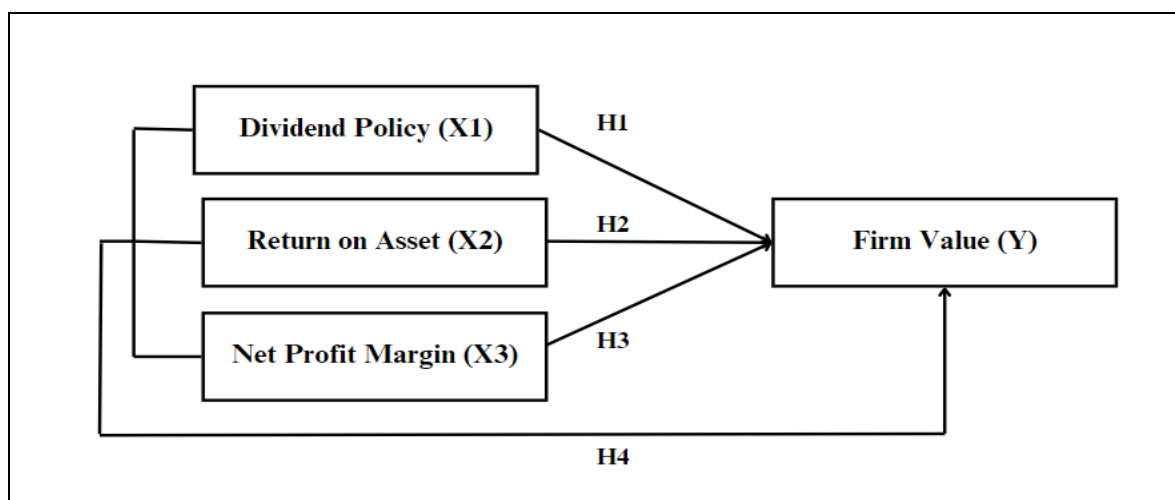 Dividend Policy (X1)
H1
Return on Asset (X2)
H2
Firm Value (Y)
Net Profit Margin (X3)
H3
H4